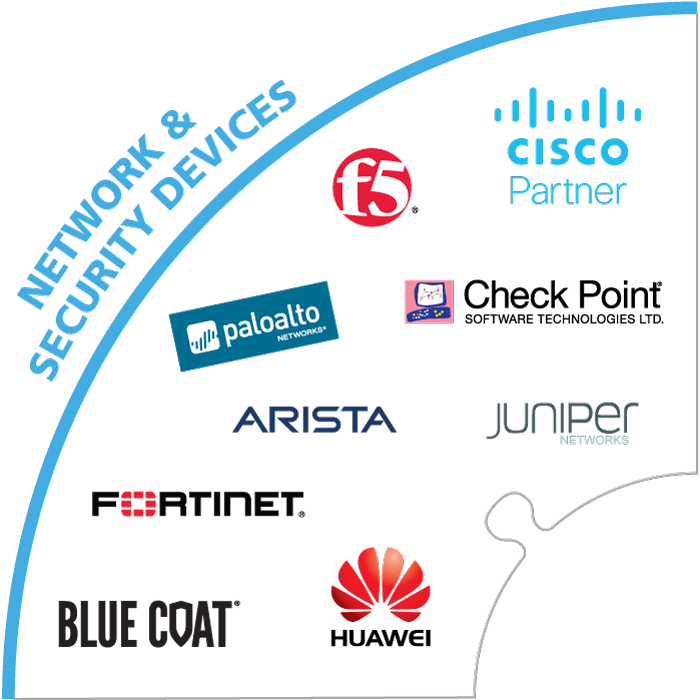 NETWORK &
SECURITY DEVICES
CISCO
Partner
f5®
paloalto
NETWORKS®
Check Point®
SOFTWARE TECHNOLOGIES LTD.
ARISTA
JUNIPER
NETWORKS
FORTINET®
BLUE COAT®
HUAWEI